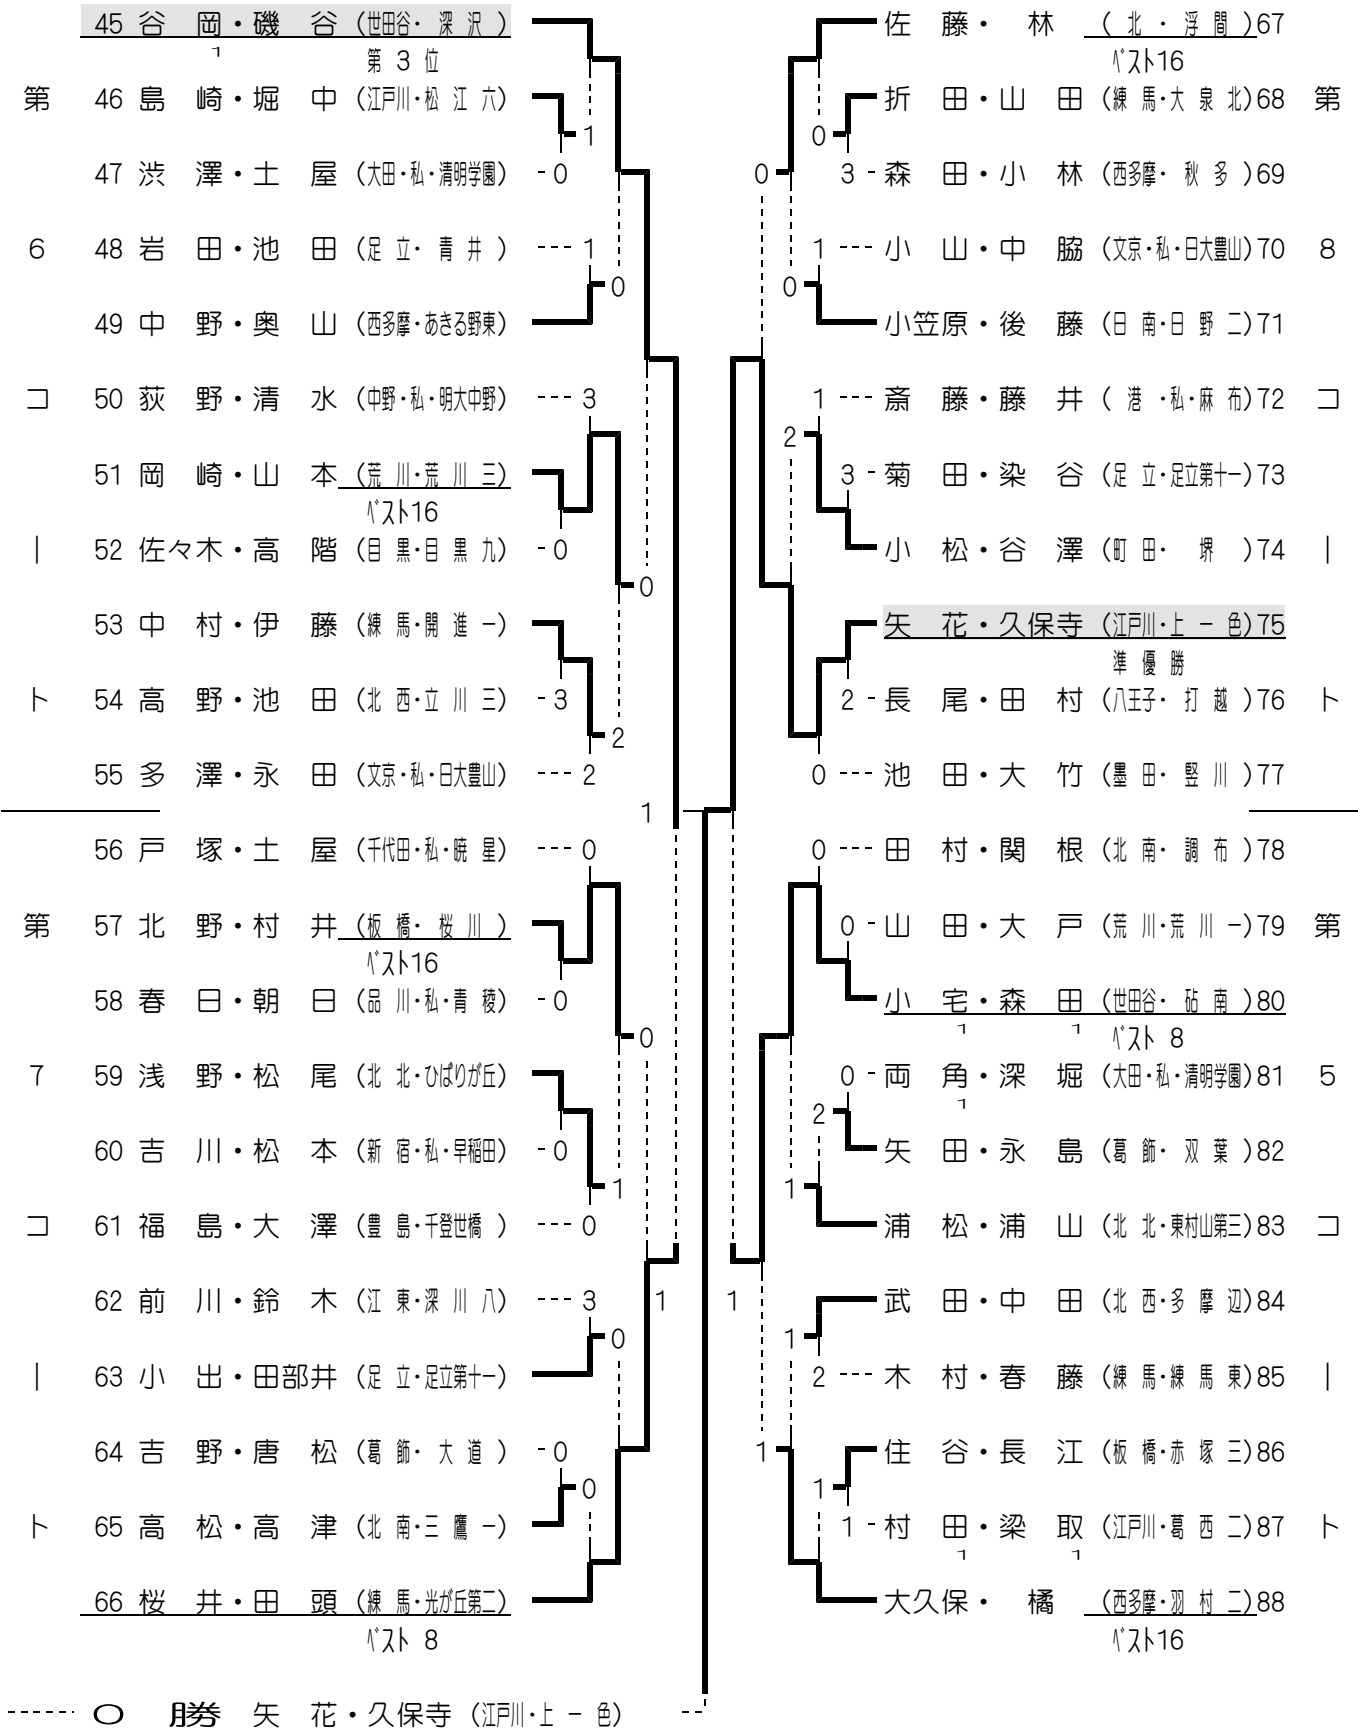 45 谷 岡・磯 谷 (世田谷・ 深 沢 )
1
第 3 位
第 46 島 崎・堀 中 (江戸川・松 江 六)
1
47 渋 澤・土 屋 (大田・私・清明学園) 0
6 48 岩 田・池 田 (足 立・ 青 井 ) 1
0
49 中 野・奥 山 (西多摩・あきる野東)
コ 50 荻 野・清 水 (中野・私・明大中野) 3
51 岡 崎・山 本 (荒 川・荒 川 三)
ベスト16
ー 52 佐々木・高 階 (目 黒・目 黒 九) 0
0
53 中 村・伊 藤 (練 馬・開 進 一)
ト 54 高 野・池 田 (北 西・立 川 三) 3
2
55 多 澤・永 田 (文京・私・日大豊山) 2
1
56 戸 塚・土 屋 (千代田・私・暁 星) 0
第 57 北 野・村 井 (板 橋・ 桜 川 )
ベスト16
58 春 日・朝 日 (品 川・私・青 稜) 0
0
7 59 浅 野・松 尾 (北 北・ひばりが丘)
60 吉 川・松 本 (新 宿・私・早稲田) 0
1
コ 61 福 島・大 澤 (豊 島・千登世橋 ) 0
62 前 川・鈴 木 (江 東・深 川 八) 3 1
0
ー 63 小 出・田部井 (足 立・足立第十一)
64 吉 野・唐 松 (葛 飾・ 大 道 ) 0
0
ト 65 高 松・高 津 (北 南・三 鷹 一)
66 桜 井・田 頭 (練 馬・光が丘第二)
ベスト 8
佐 藤・ 林 ( 北 ・ 浮 間 )67
ベスト16
折 田・山 田 (練 馬・大 泉 北)68 第
0
0 3 森 田・小 林 (西多摩・ 秋 多 )69
1 小 山・中 脇 (文京・私・日大豊山)70 8
0
小笠原・後 藤 (日 南・日 野 二)71
1 斎 藤・藤 井 ( 港 ・私・麻 布)72 コ
2
3 菊 田・染 谷 (足 立・足立第十一)73
小 松・谷 澤 (町 田・ 堺 )74 ー
矢 花・久保寺 (江戸川・上 一 色)75
準 優 勝
2 長 尾・田 村 (八王子・ 打 越 )76 ト
0 池 田・大 竹 (墨 田・ 竪 川 )77
0 田 村・関 根 (北 南・ 調 布 )78
0 山 田・大 戸 (荒 川・荒 川 一)79 第
小 宅・森 田 (世田谷・ 砧 南 )80
1 1
ベスト 8
0 両 角・深 堀 (大田・私・清明学園)81 5
1
2
矢 田・永 島 (葛 飾・ 双 葉 )82
1
浦 松・浦 山 (北 北・東村山第三)83 コ
1 武 田・中 田 (北 西・多 摩 辺)84
1
2 木 村・春 藤 (練 馬・練 馬 東)85 ー
1 住 谷・長 江 (板 橋・赤 塚 三)86
1
1 村 田・梁 取 (江戸川・葛 西 二)87 ト
1 1
大久保・ 橘 (西多摩・羽 村 二)88
ベスト16
0 勝 矢 花・久保寺 (江戸川・上 一 色)